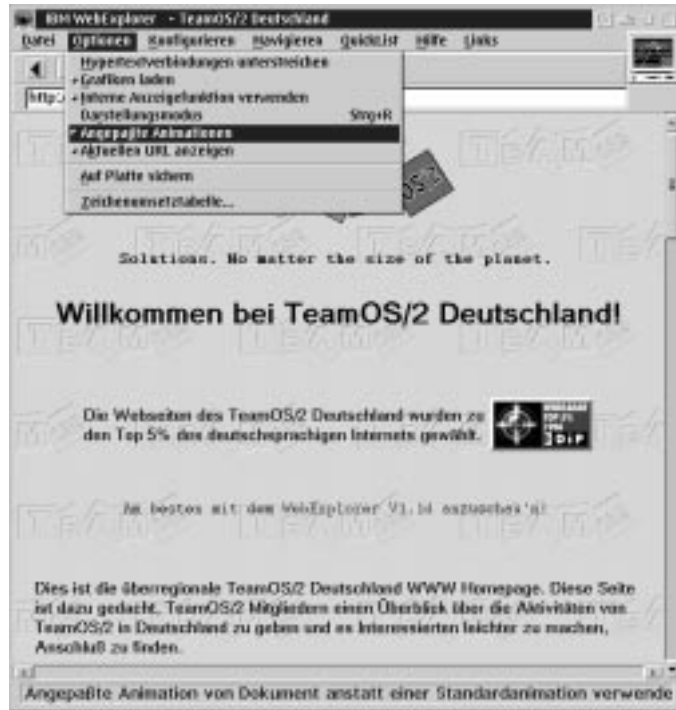 IBM WebExplorer - TeamOS/2 Deutschland
Datei Optionen Konfigurieren Navigieren QuickList Hilfe Links
Hypertextverbindungen unterstreichen
Grafiken laden
http:
Interne Anzeigefunktion verwenden
Darstellungsmodus Strg+R
Angepaßte Animationen
Aktuellen URL anzeigen
Auf Platte sichern
Zeichenumsetztabelle...
OS/2
Solutions. No matter the size of the planet.
Willkommen bei TeamOS/2 Deutschland!
Die Webseiten des TeamOS/2 Deutschland wurden zu
den Top 5% des deutschsprachigen Internets gewählt.
Am besten mit dem WebExplorer V1.1d anzuschau'n!
Dies ist die überregionale TeamOS/2 Deutschland WWW Homepage. Diese Seite
ist dazu gedacht, TeamOS/2 Mitgliedern einen Überblick über die Aktivitäten von
TeamOS/2 in Deutschland zu geben und es Interessierten leichter zu machen,
Anschluß zu finden.
Angepaßte Animation von Dokument anstatt einer Standardanimation verwende